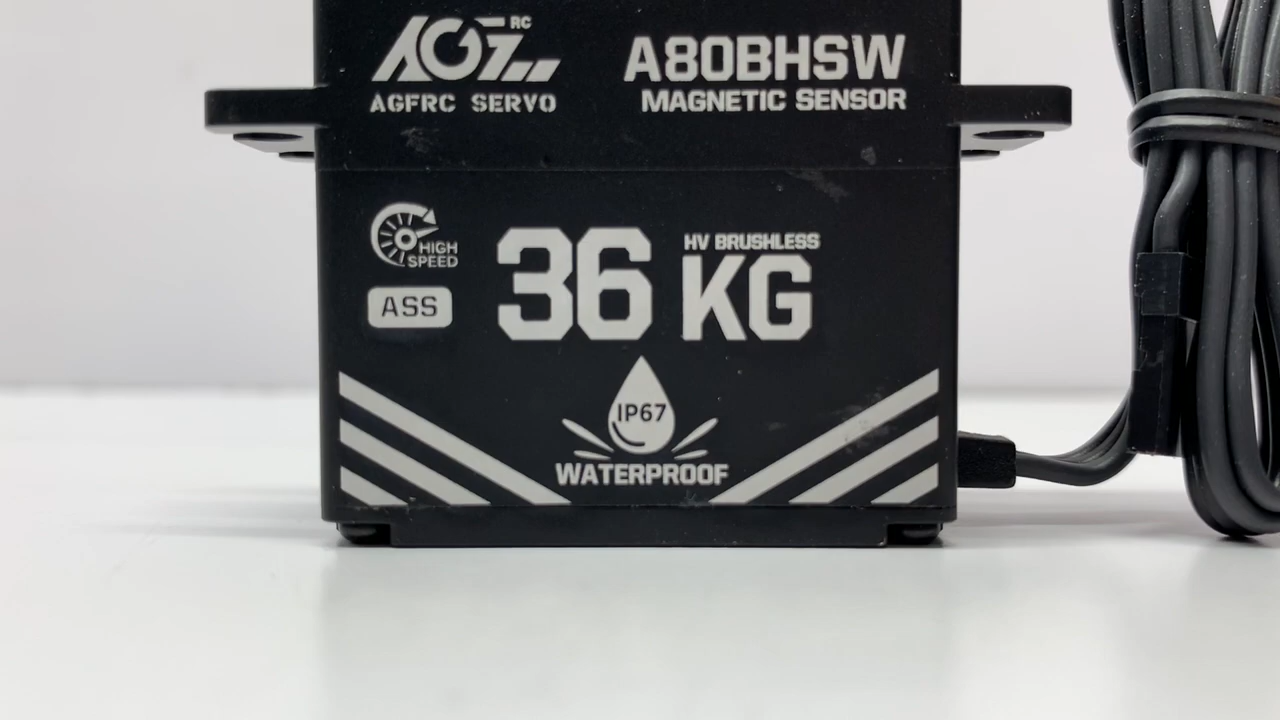 AGF RC
AGFRC SERVO
A80BHSW
MAGNETIC SENSOR
HIGH
SPEED
ASS
36
HV BRUSHLESS
KG
IP67
WATERPROOF